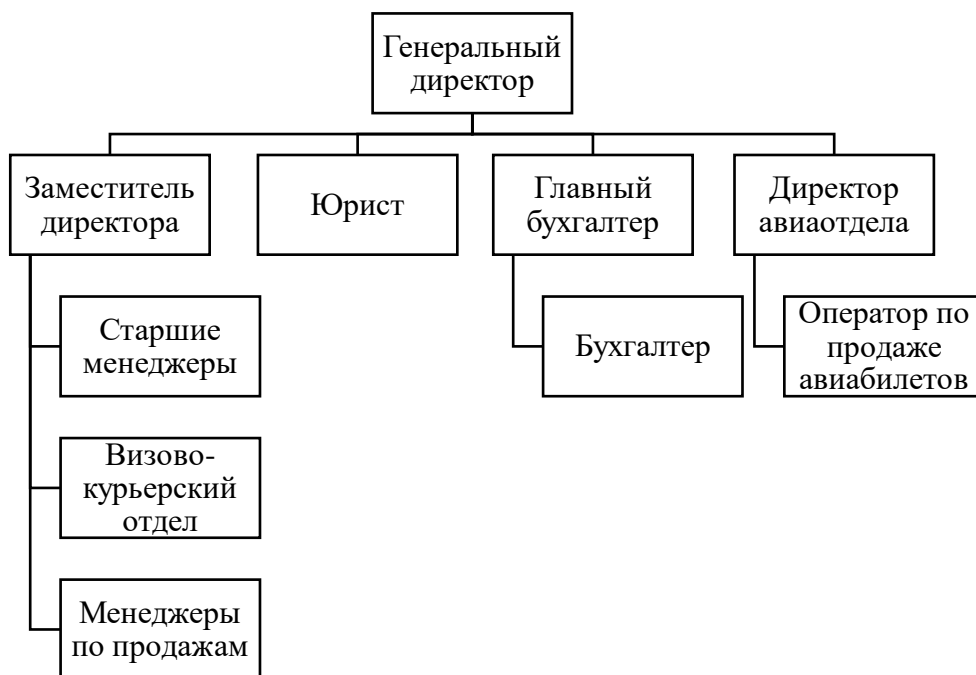 Генеральный
директор
Заместитель
директора
Юрист
Главный
бухгалтер
Директор
авиаотдела
Старшие
менеджеры
Бухгалтер
Оператор по
продаже
авиабилетов
Визово-
курьерский
отдел
Менеджеры
по продажам